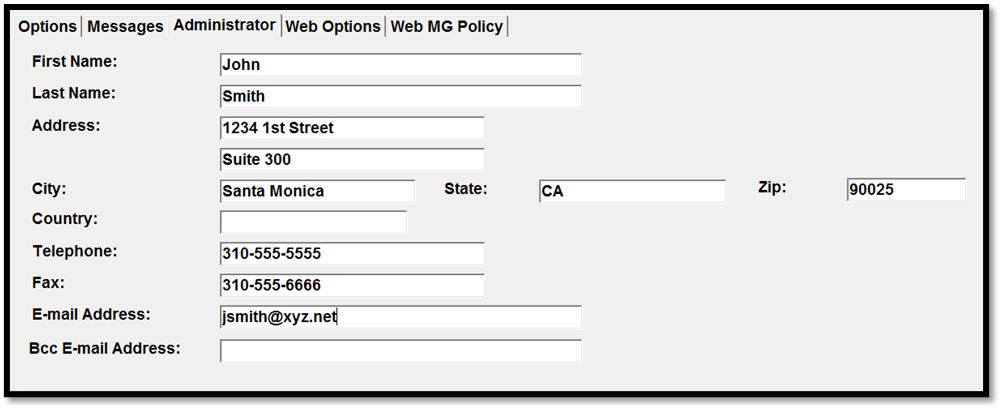 Options Messages Administrator Web Options Web MG Policy
First Name: John
Last Name: Smith
Address: 1234 1st Street
Suite 300
City: Santa Monica State: CA Zip: 90025
Country:
Telephone: 310-555-5555
Fax: 310-555-6666
E-mail Address: jsmith@xyz.net
Bcc E-mail Address: